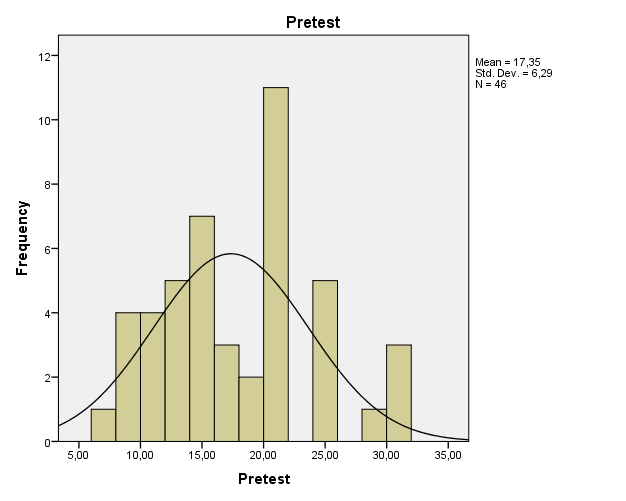 Pretest
Mean = 17,35
Std. Dev. = 6,29
N = 46
12
10
8
6
4
2
0
Frequency
5,00 10,00 15,00 20,00 25,00 30,00 35,00
Pretest